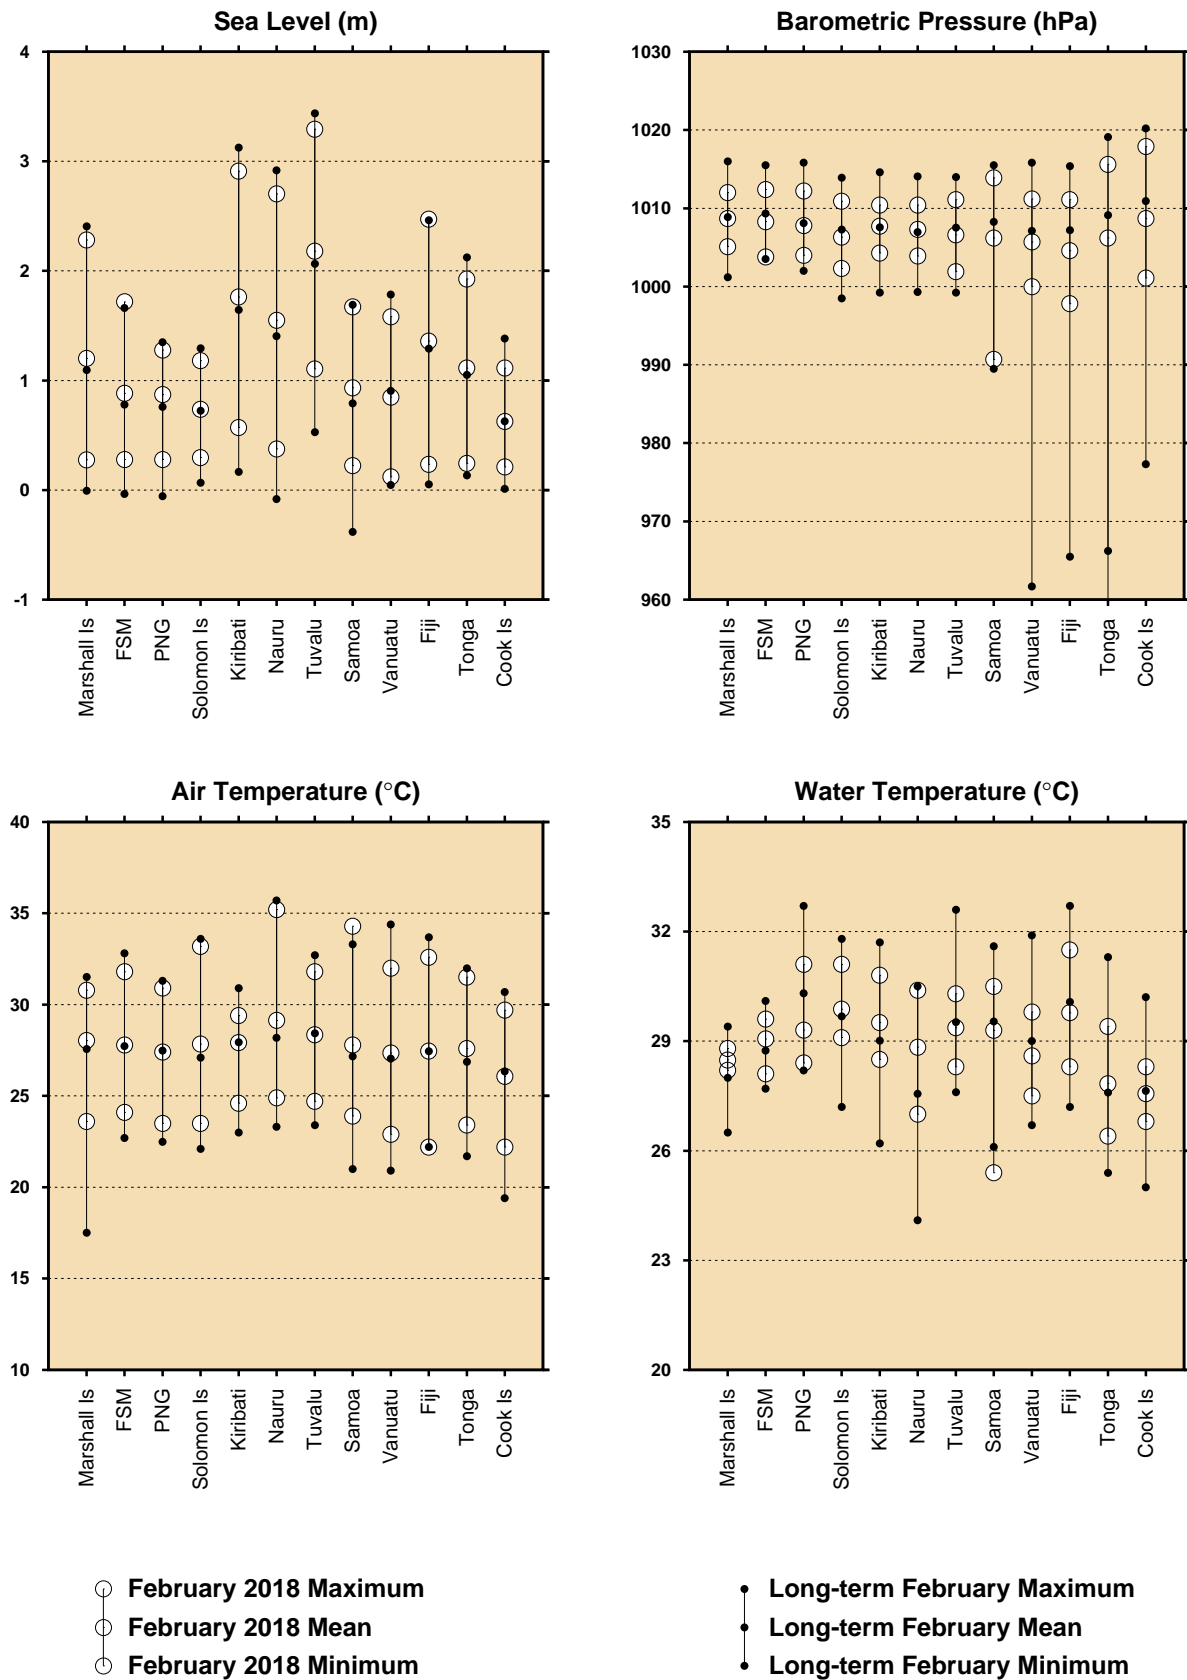 Sea Level (m)
4
3
2
1
0
-1
Marshall Is
FSM
PNG
Solomon Is
Kiribati
Nauru
Tuvalu
Samoa
Vanuatu
Fiji
Tonga
Cook Is
Barometric Pressure (hPa)
1030
1020
1010
1000
990
980
970
960
Marshall Is
FSM
PNG
Solomon Is
Kiribati
Nauru
Tuvalu
Samoa
Vanuatu
Fiji
Tonga
Cook Is
Air Temperature (°C)
40
35
30
25
20
15
10
Marshall Is
FSM
PNG
Solomon Is
Kiribati
Nauru
Tuvalu
Samoa
Vanuatu
Fiji
Tonga
Cook Is
Water Temperature (°C)
35
32
29
26
23
20
Marshall Is
FSM
PNG
Solomon Is
Kiribati
Nauru
Tuvalu
Samoa
Vanuatu
Fiji
Tonga
Cook Is
February 2018 Maximum
February 2018 Mean
February 2018 Minimum
Long-term February Maximum
Long-term February Mean
Long-term February Minimum